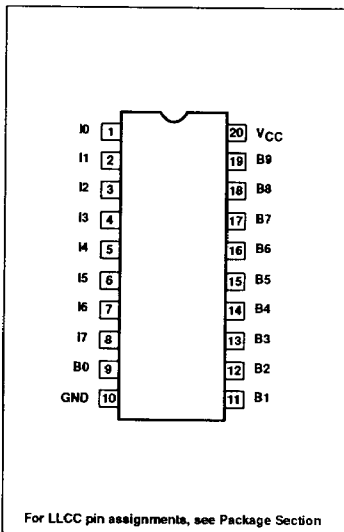 I0 1 20 VCC
I1 2 19 B9
I2 3 18 B8
I3 4 17 B7
I4 5 16 B6
I5 6 15 B5
I6 7 14 B4
I7 8 13 B3
B0 9 12 B2
GND 10 11 B1
For LLCC pin assignments, see Package Section